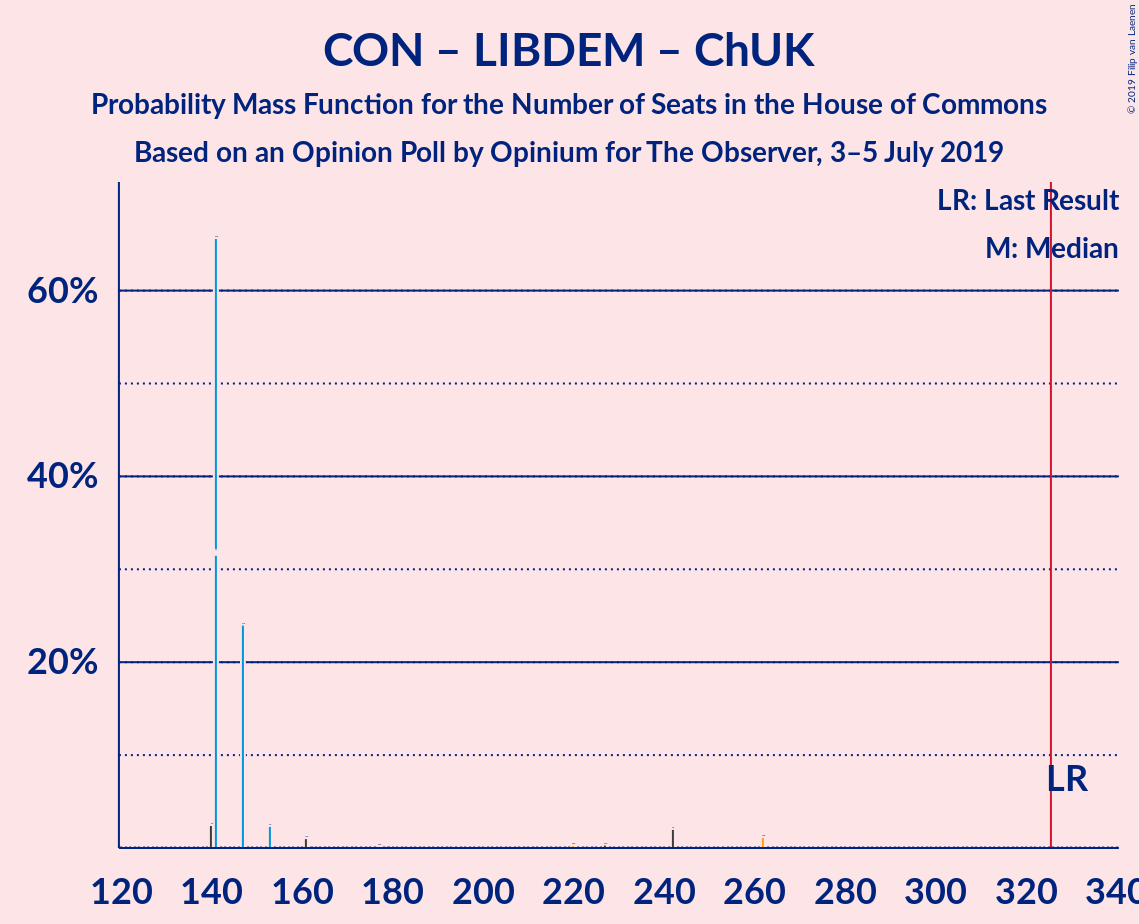 CON – LIBDEM – ChUK
Probability Mass Function for the Number of Seats in the House of Commons
Based on an Opinion Poll by Opinium for The Observer, 3–5 July 2019
© 2019 Filip van Laenen
LR: Last Result
M: Median
60%
40%
20%
LR
120 140 160 180 200 220 240 260 280 300 320 340